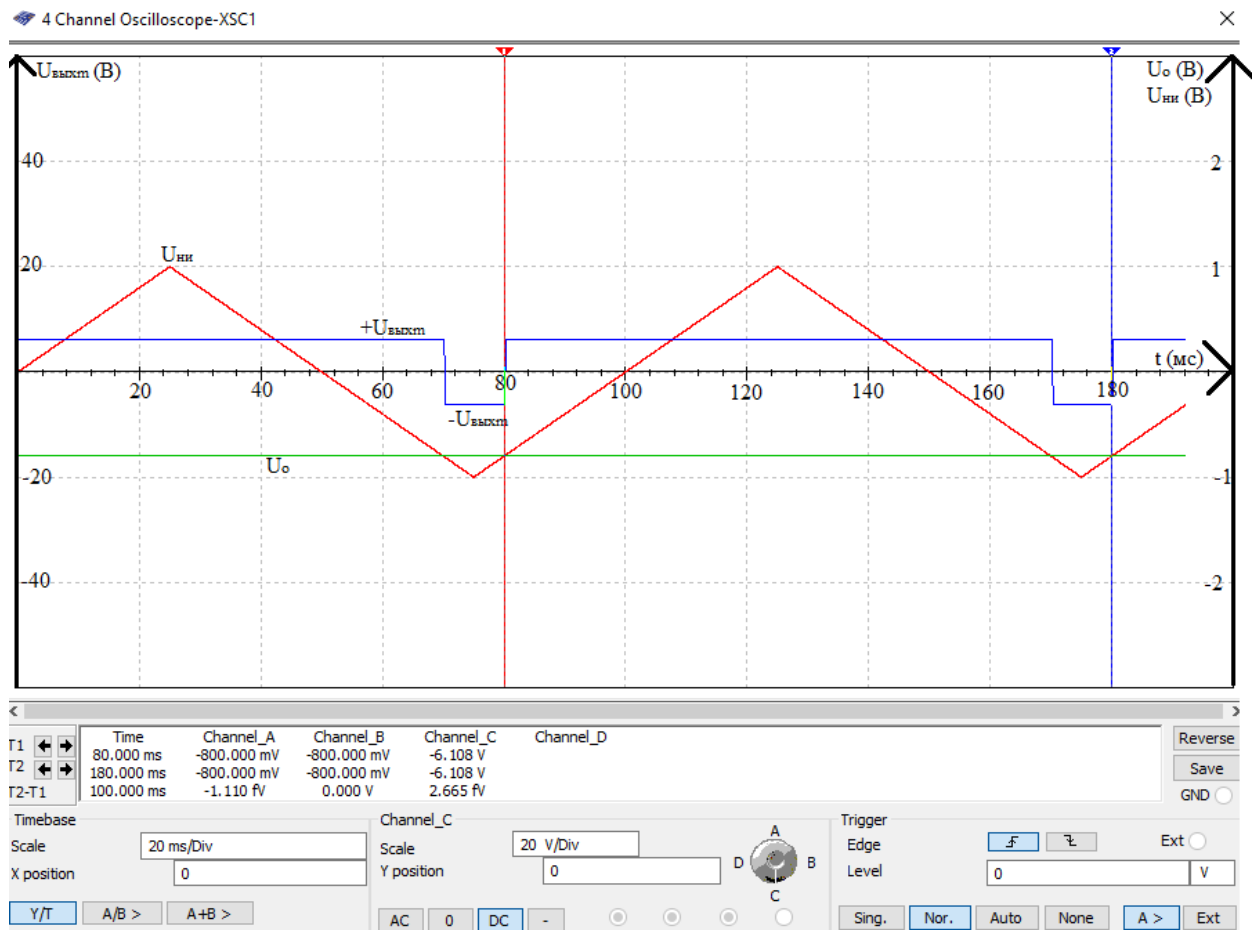 4 Channel Oscilloscope-XSC1
Uвыхm (В)
Uо (В)
Uни (В)
40
2
Uни
20
1
+Uвыхm
t (мс)
20 40 60 80 100 120 140 160 180
-Uвыхm
Uо
-20
-1
-40
-2
Time Channel_A Channel_B Channel_C Channel_D
T1 80.000 ms -800.000 mV -800.000 mV -6.108 V
T2 180.000 ms -800.000 mV -800.000 mV -6.108 V
T2-T1 100.000 ms -1.110 fV 0.000 V 2.665 fV
Reverse
Save
GND
Timebase
Scale 20 ms/Div
X position 0
Y/T A/B > A+B >
Channel_C
Scale 20 V/Div
Y position 0
AC 0 DC -
A
D B
C
Trigger
Edge Ext
Level 0 V
Sing. Nor. Auto None A > Ext